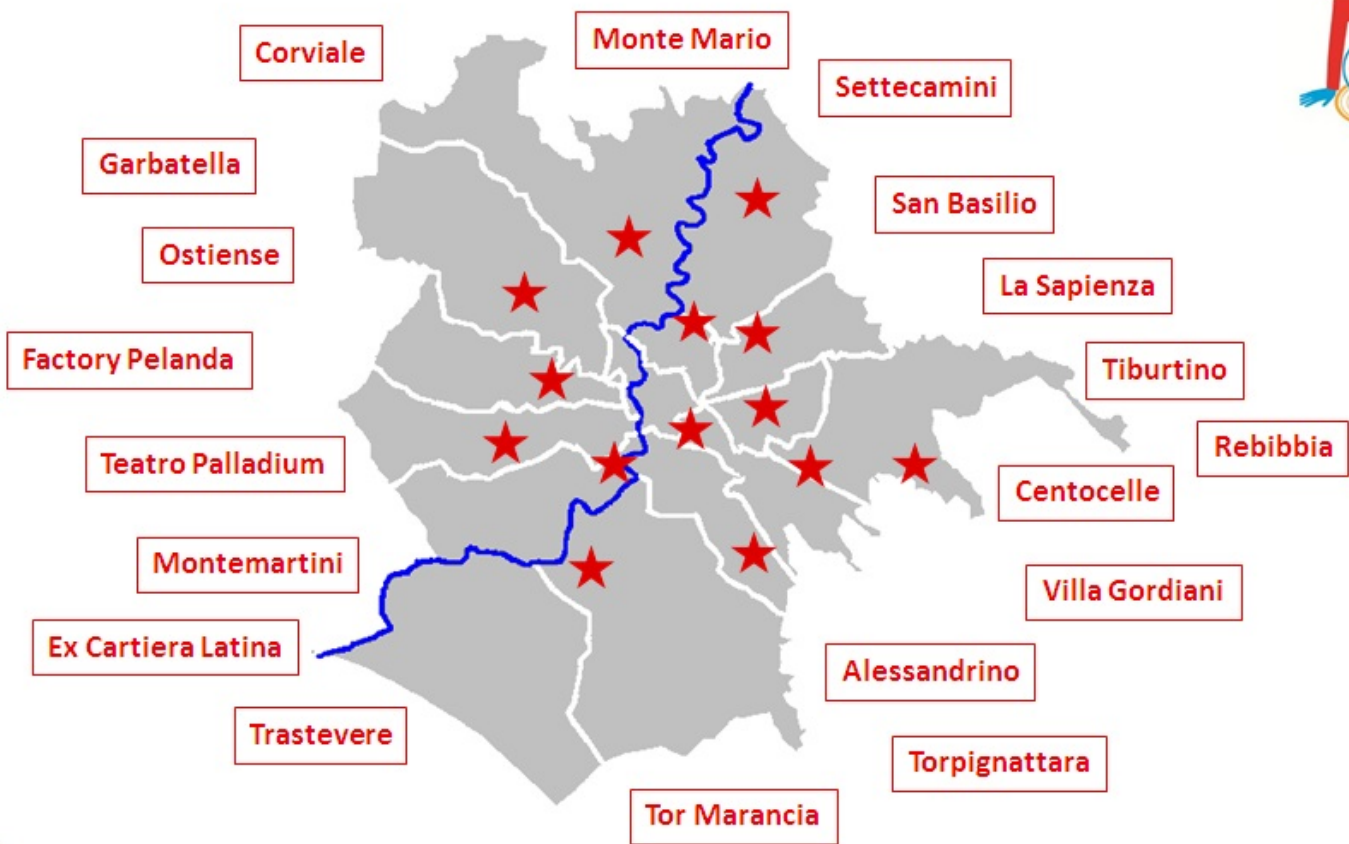 Corviale
Monte Mario
Settecamini
Garbatella
San Basilio
Ostiense
La Sapienza
Factory Pelanda
Tiburtino
Rebibbia
Teatro Palladium
Centocelle
Montemartini
Villa Gordiani
Ex Cartiera Latina
Alessandrino
Trastevere
Torpignattara
Tor Marancia